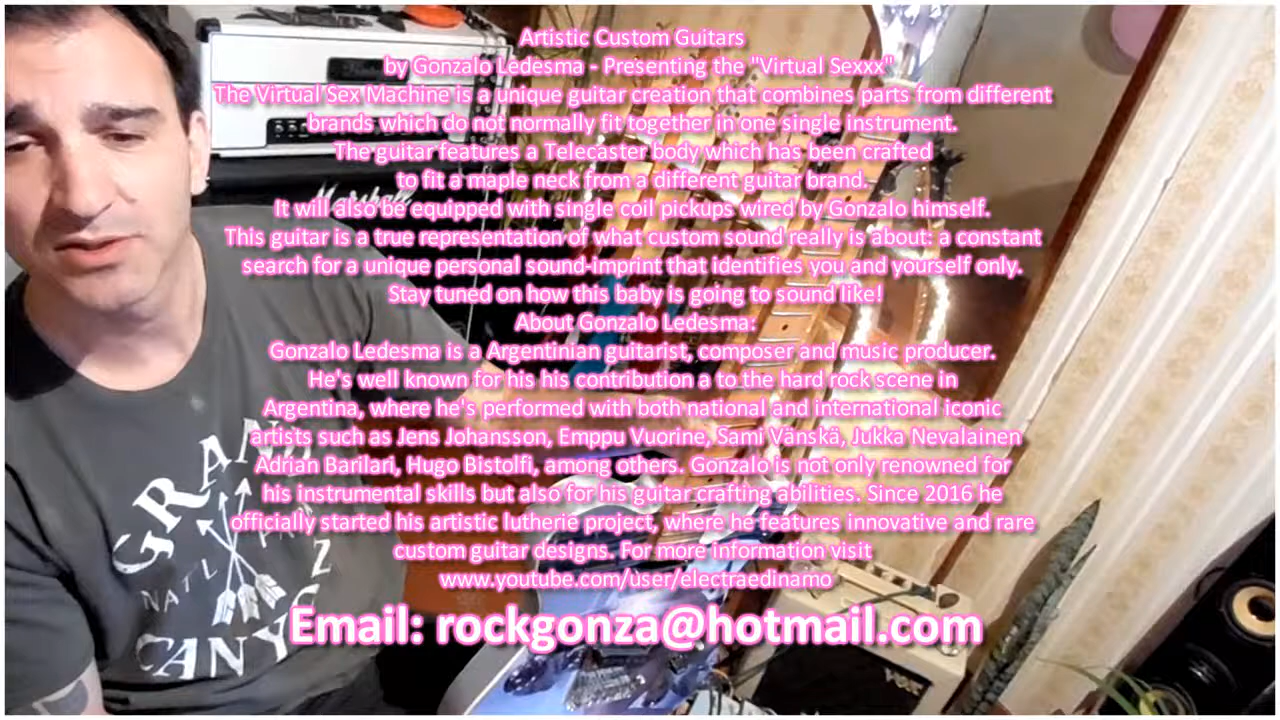 Artistic Custom Guitars
by Gonzalo Ledesma - Presenting the "Virtual Sexxx"
The Virtual Sex Machine is a unique guitar creation that combines parts from different
brands which do not normally fit together in one single instrument.
The guitar features a Telecaster body which has been crafted
to fit a maple neck from a different guitar brand.
It will also be equipped with single coil pickups wired by Gonzalo himself.
This guitar is a true representation of what custom sound really is about: a constant
search for a unique personal sound-imprint that identifies you and yourself only.
Stay tuned on how this baby is going to sound like!
About Gonzalo Ledesma:
Gonzalo Ledesma is a Argentinian guitarist, composer and music producer.
He's well known for his his contribution a to the hard rock scene in
Argentina, where he's performed with both national and international iconic
artists such as Jens Johansson, Emppu Vuorine, Sami Vänskä, Jukka Nevalainen
Adrian Barilari, Hugo Bistolfi, among others. Gonzalo is not only renowned for
his instrumental skills but also for his guitar crafting abilities. Since 2016 he
officially started his artistic lutherie project, where he features innovative and rare
custom guitar designs. For more information visit
www.youtube.com/user/electraedinamo
Email: rockgonza@hotmail.com
GRAND
NATL PA
CANYO
VOX